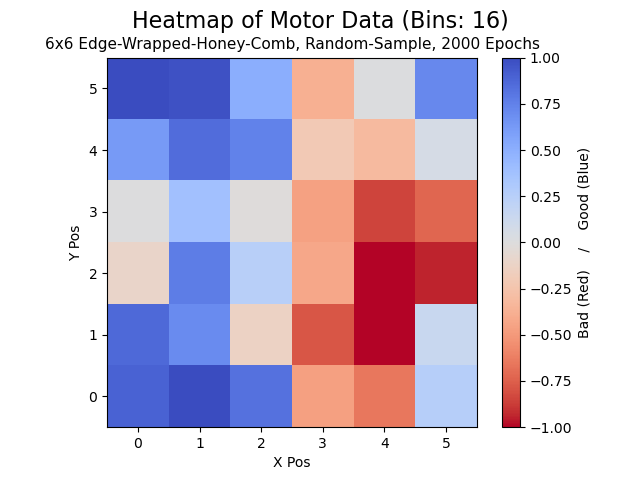 Heatmap of Motor Data (Bins: 16)
6x6 Edge-Wrapped-Honey-Comb, Random-Sample, 2000 Epochs
5
4
3
2
1
0
Y Pos
0 1 2 3 4 5
X Pos
1.00
0.75
0.50
0.25
0.00
−0.25
−0.50
−0.75
−1.00
Bad (Red) / Good (Blue)